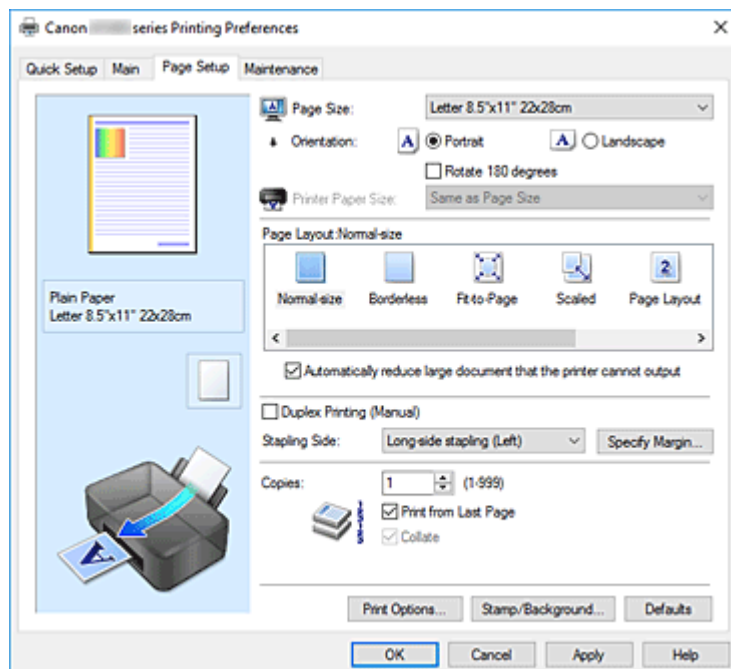 Canon series Printing Preferences
Quick Setup Main Page Setup Maintenance
Page Size: Letter 8.5"x11" 22x28cm
Orientation: A Portrait A Landscape
Rotate 180 degrees
Printer Paper Size: Same as Page Size
Page Layout:Normal-size
2
Normal-size Borderless Fit-to-Page Scaled Page Layout
Plain Paper
Letter 8.5"x11" 22x28cm
Automatically reduce large document that the printer cannot output
Duplex Printing (Manual)
Stapling Side: Long-side stapling (Left) Specify Margin...
Copies: 1 (1-999)
Print from Last Page
Collate
A
Print Options... Stamp/Background... Defaults
OK Cancel Apply Help